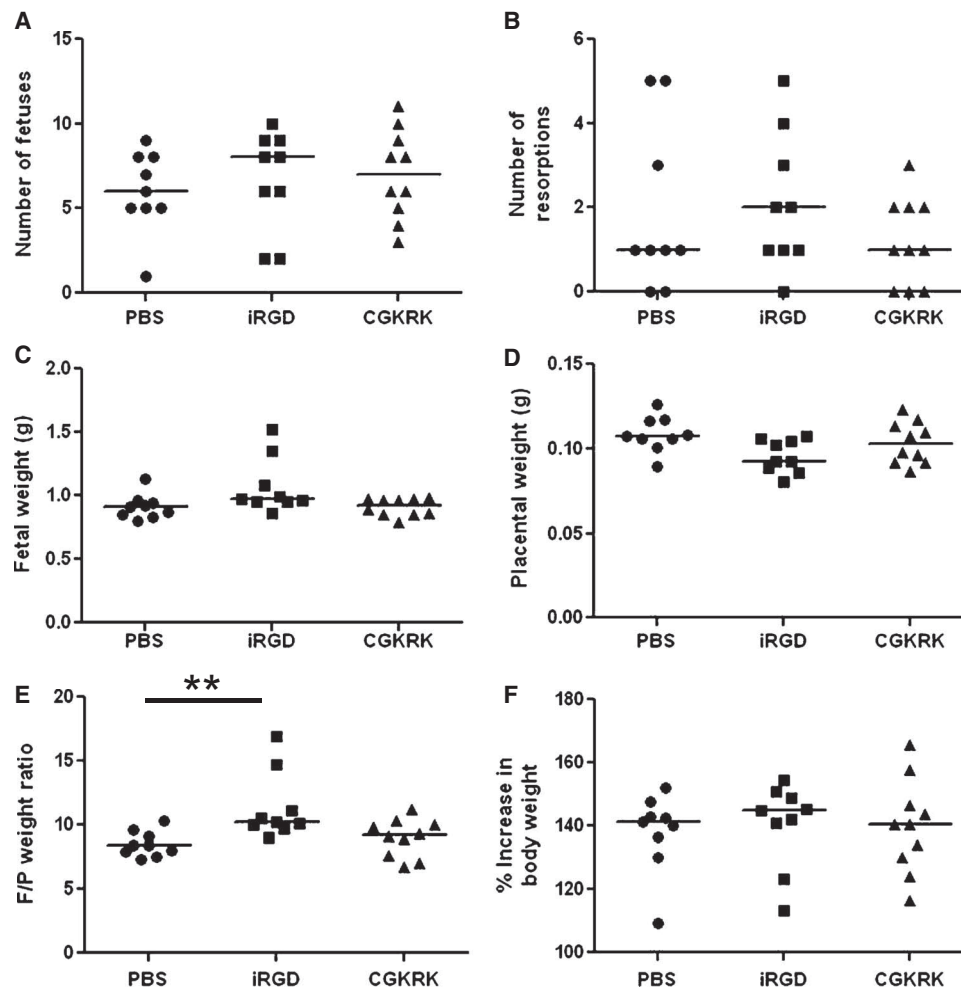 A
Number of fetuses
15
10
5
0
PBS iRGD CGKRK
B
Number of
resorptions
6
4
2
0
PBS iRGD CGKRK
C
Fetal weight (g)
2.0
1.5
1.0
0.5
0.0
PBS iRGD CGKRK
D
Placental weight (g)
0.15
0.10
0.05
0.00
PBS iRGD CGKRK
E
F/P weight ratio
**
20
15
10
5
0
PBS iRGD CGKRK
F
% Increase in
body weight
180
160
140
120
100
PBS iRGD CGKRK